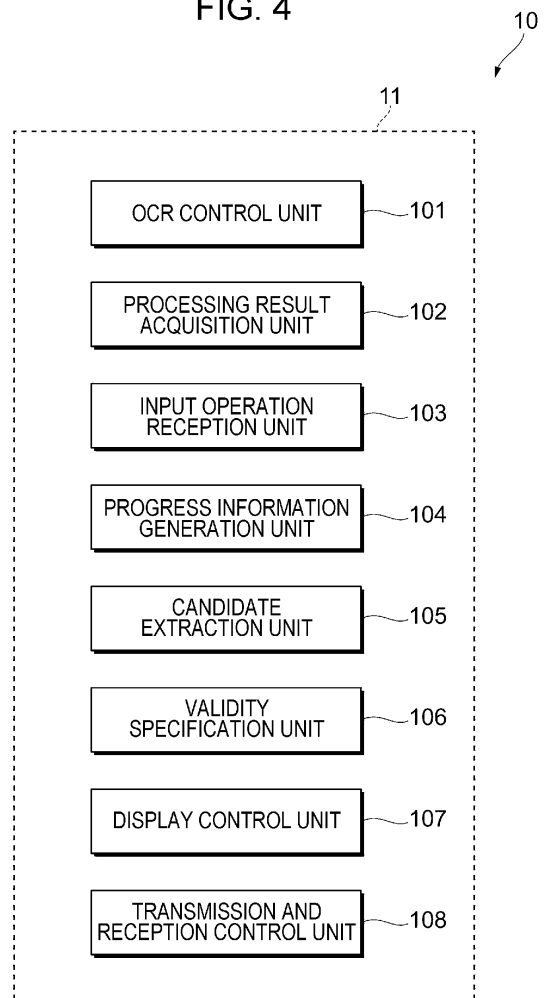 FIG. 4
10
11
OCR CONTROL UNIT
101
PROCESSING RESULT
ACQUISITION UNIT
102
INPUT OPERATION
RECEPTION UNIT
103
PROGRESS INFORMATION
GENERATION UNIT
104
CANDIDATE
EXTRACTION UNIT
105
VALIDITY
SPECIFICATION UNIT
106
DISPLAY CONTROL UNIT
107
TRANSMISSION AND
RECEPTION CONTROL UNIT
108